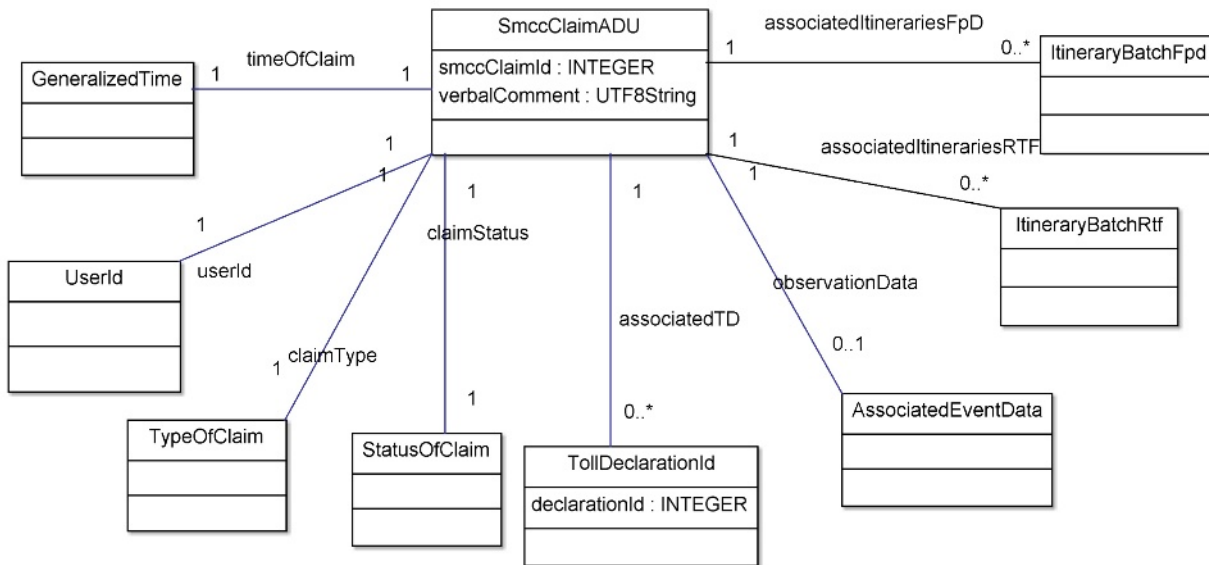 SmccClaimADU
smccClaimId : INTEGER
verbalComment : UTF8String
associatedItinerariesFpD
1
0..*
ItineraryBatchFpd
timeOfClaim
1
1
GeneralizedTime
associatedItinerariesRTF
1
1
0..*
ItineraryBatchRtf
1
1
1
userId
UserId
claimType
1
TypeOfClaim
1
claimStatus
1
StatusOfClaim
1
associatedTD
0..*
TollDeclarationId
declarationId : INTEGER
observationData
0..1
AssociatedEventData